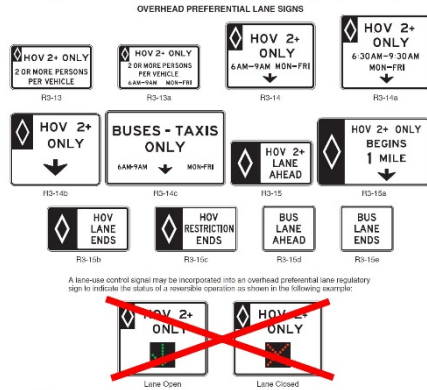 OVERHEAD PREFERENTIAL LANE SIGNS
HOV 2+ ONLY
2 OR MORE PERSONS
PER VEHICLE
R3-13
HOV 2+ ONLY
2 OR MORE PERSONS
PER VEHICLE
6AM-9AM MON-FRI
R3-13a
HOV 2+
ONLY
6AM-9AM MON-FRI
R3-14
HOV 2+
ONLY
6:30AM-9:30AM
MON-FRI
R3-14a
HOV 2+
ONLY
R3-14b
BUSES - TAXIS
ONLY
6AM-9AM MON-FRI
R3-14c
HOV 2+
LANE
AHEAD
R3-15
HOV 2+ ONLY
BEGINS
1 MILE
R3-15a
HOV
LANE
ENDS
R3-15b
HOV
RESTRICTION
ENDS
R3-15c
BUS
LANE
AHEAD
R3-15d
BUS
LANE
ENDS
R3-15e
A lane-use control signal may be incorporated into an overhead preferential lane regulatory
sign to indicate the status of a reversible operation as shown in the following example:
HOV 2+
ONLY
Lane Open
HOV 2+
ONLY
Lane Closed